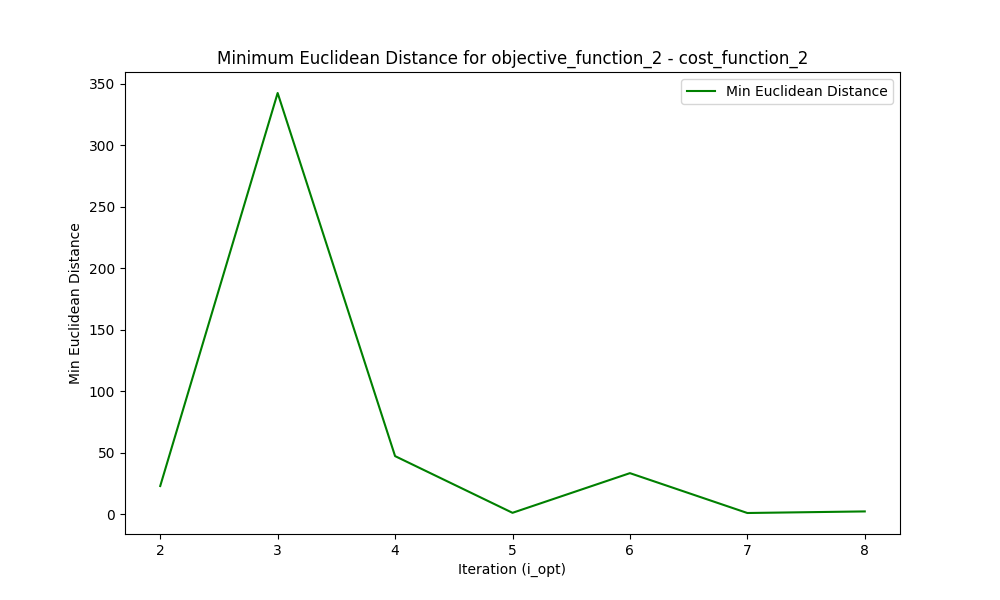 Minimum Euclidean Distance for objective_function_2 - cost_function_2
Min Euclidean Distance
350
300
250
200
150
100
50
0
Min Euclidean Distance
2 3 4 5 6 7 8
Iteration (i_opt)